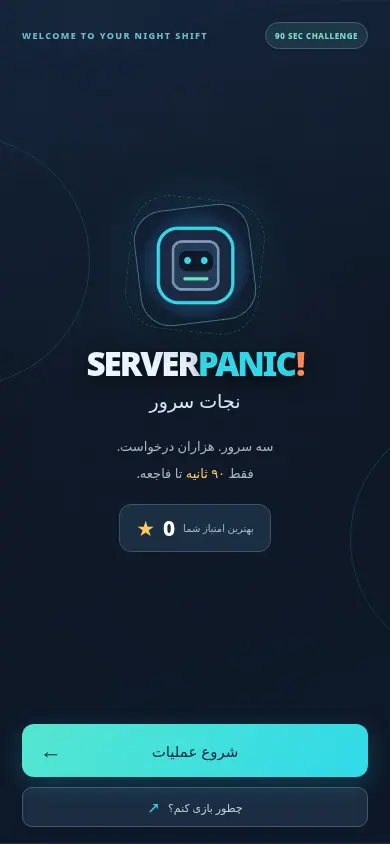 WELCOME TO YOUR NIGHT SHIFT
90 SEC CHALLENGE
SERVERPANIC!
نجات سرور
سه سرور. هزاران درخواست.
فقط ۹۰ ثانیه تا فاجعه.
بهترین امتیاز شما 0 ★
شروع عملیات ←
چطور بازی کنم؟ ↗